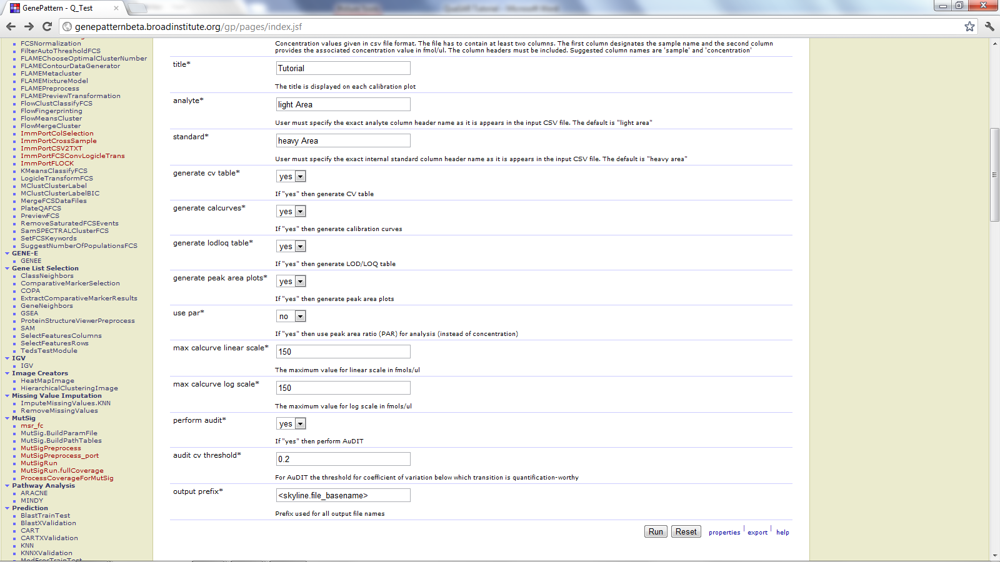 GenePattern - Q_Test
genepatternbeta.broadinstitute.org/gp/pages/index.jsf
FCSNormalization
FilterAutoThresholdFCS
FLAMEChooseOptimalClusterNumber
FLAMEContourDataGenerator
FLAMEMetacluster
FLAMEMixtureModel
FLAMEPreprocess
FLAMEPreviewTransformation
FlowClustClassifyFCS
FlowFingerprinting
FlowMeansCluster
FlowMergeCluster
ImmPortColSelection
ImmPortCrossSample
ImmPortCSV2TXT
ImmPortFCSConvLogicleTrans
ImmPortFLOCK
KMeansClassifyFCS
LogicleTransformFCS
MClustClusterLabel
MClustClusterLabelBIC
MergeFCSDataFiles
PlateQAFCS
PreviewFCS
RemoveSaturatedFCSEvents
SamSPECTRALClusterFCS
SetFCSKeywords
SuggestNumberOfPopulationsFCS
GENE-E
GENEE
Gene List Selection
ClassNeighbors
ComparativeMarkerSelection
COPA
ExtractComparativeMarkerResults
GeneNeighbors
GSEA
ProteinStructureViewerPreprocess
SAM
SelectFeaturesColumns
SelectFeaturesRows
TedsTestModule
IGV
IGV
Image Creators
HeatMapImage
HierarchicalClusteringImage
Missing Value Imputation
ImputeMissingValues.KNN
RemoveMissingValues
MutSig
msr_fc
MutSig.BuildParamFile
MutSig.BuildPathTables
MutSigPreprocess
MutSigPreprocess_port
MutSigRun
MutSigRun.fullCoverage
ProcessCoverageForMutSig
Pathway Analysis
ARACNE
MINDY
Prediction
BlastTrainTest
BlastXValidation
CART
CARTXValidation
KNN
KNNXValidation
Concentration values given in csv file format. The file has to contain at least two columns. The first column designates the sample name and the second column
provides the associated concentration value in fmol/ul. The column headers must be included. Suggested column names are 'sample' and 'concentration'
title*
Tutorial
The title is displayed on each calibration plot
analyte*
light Area
User must specify the exact analyte column header name as it is appears in the input CSV file. The default is "light area"
standard*
heavy Area
User must specify the exact internal standard column header name as it is appears in the input CSV file. The default is "heavy area"
generate cv table*
yes
If "yes" then generate CV table
generate calcurves*
yes
If "yes" then generate calibration curves
generate lodloq table*
yes
If "yes" then generate LOD/LOQ table
generate peak area plots*
yes
If "yes" then generate peak area plots
use par*
no
If "yes" then use peak area ratio (PAR) for analysis (instead of concentration)
max calcurve linear scale*
150
The maximum value for linear scale in fmols/ul
max calcurve log scale*
150
The maximum value for log scale in fmols/ul
perform audit*
yes
If "yes" then perform AuDIT
audit cv threshold*
0.2
For AuDIT the threshold for coefficient of variation below which transition is quantification-worthy
output prefix*
<skyline.file_basename>
Prefix used for all output file names
Run Reset properties export help